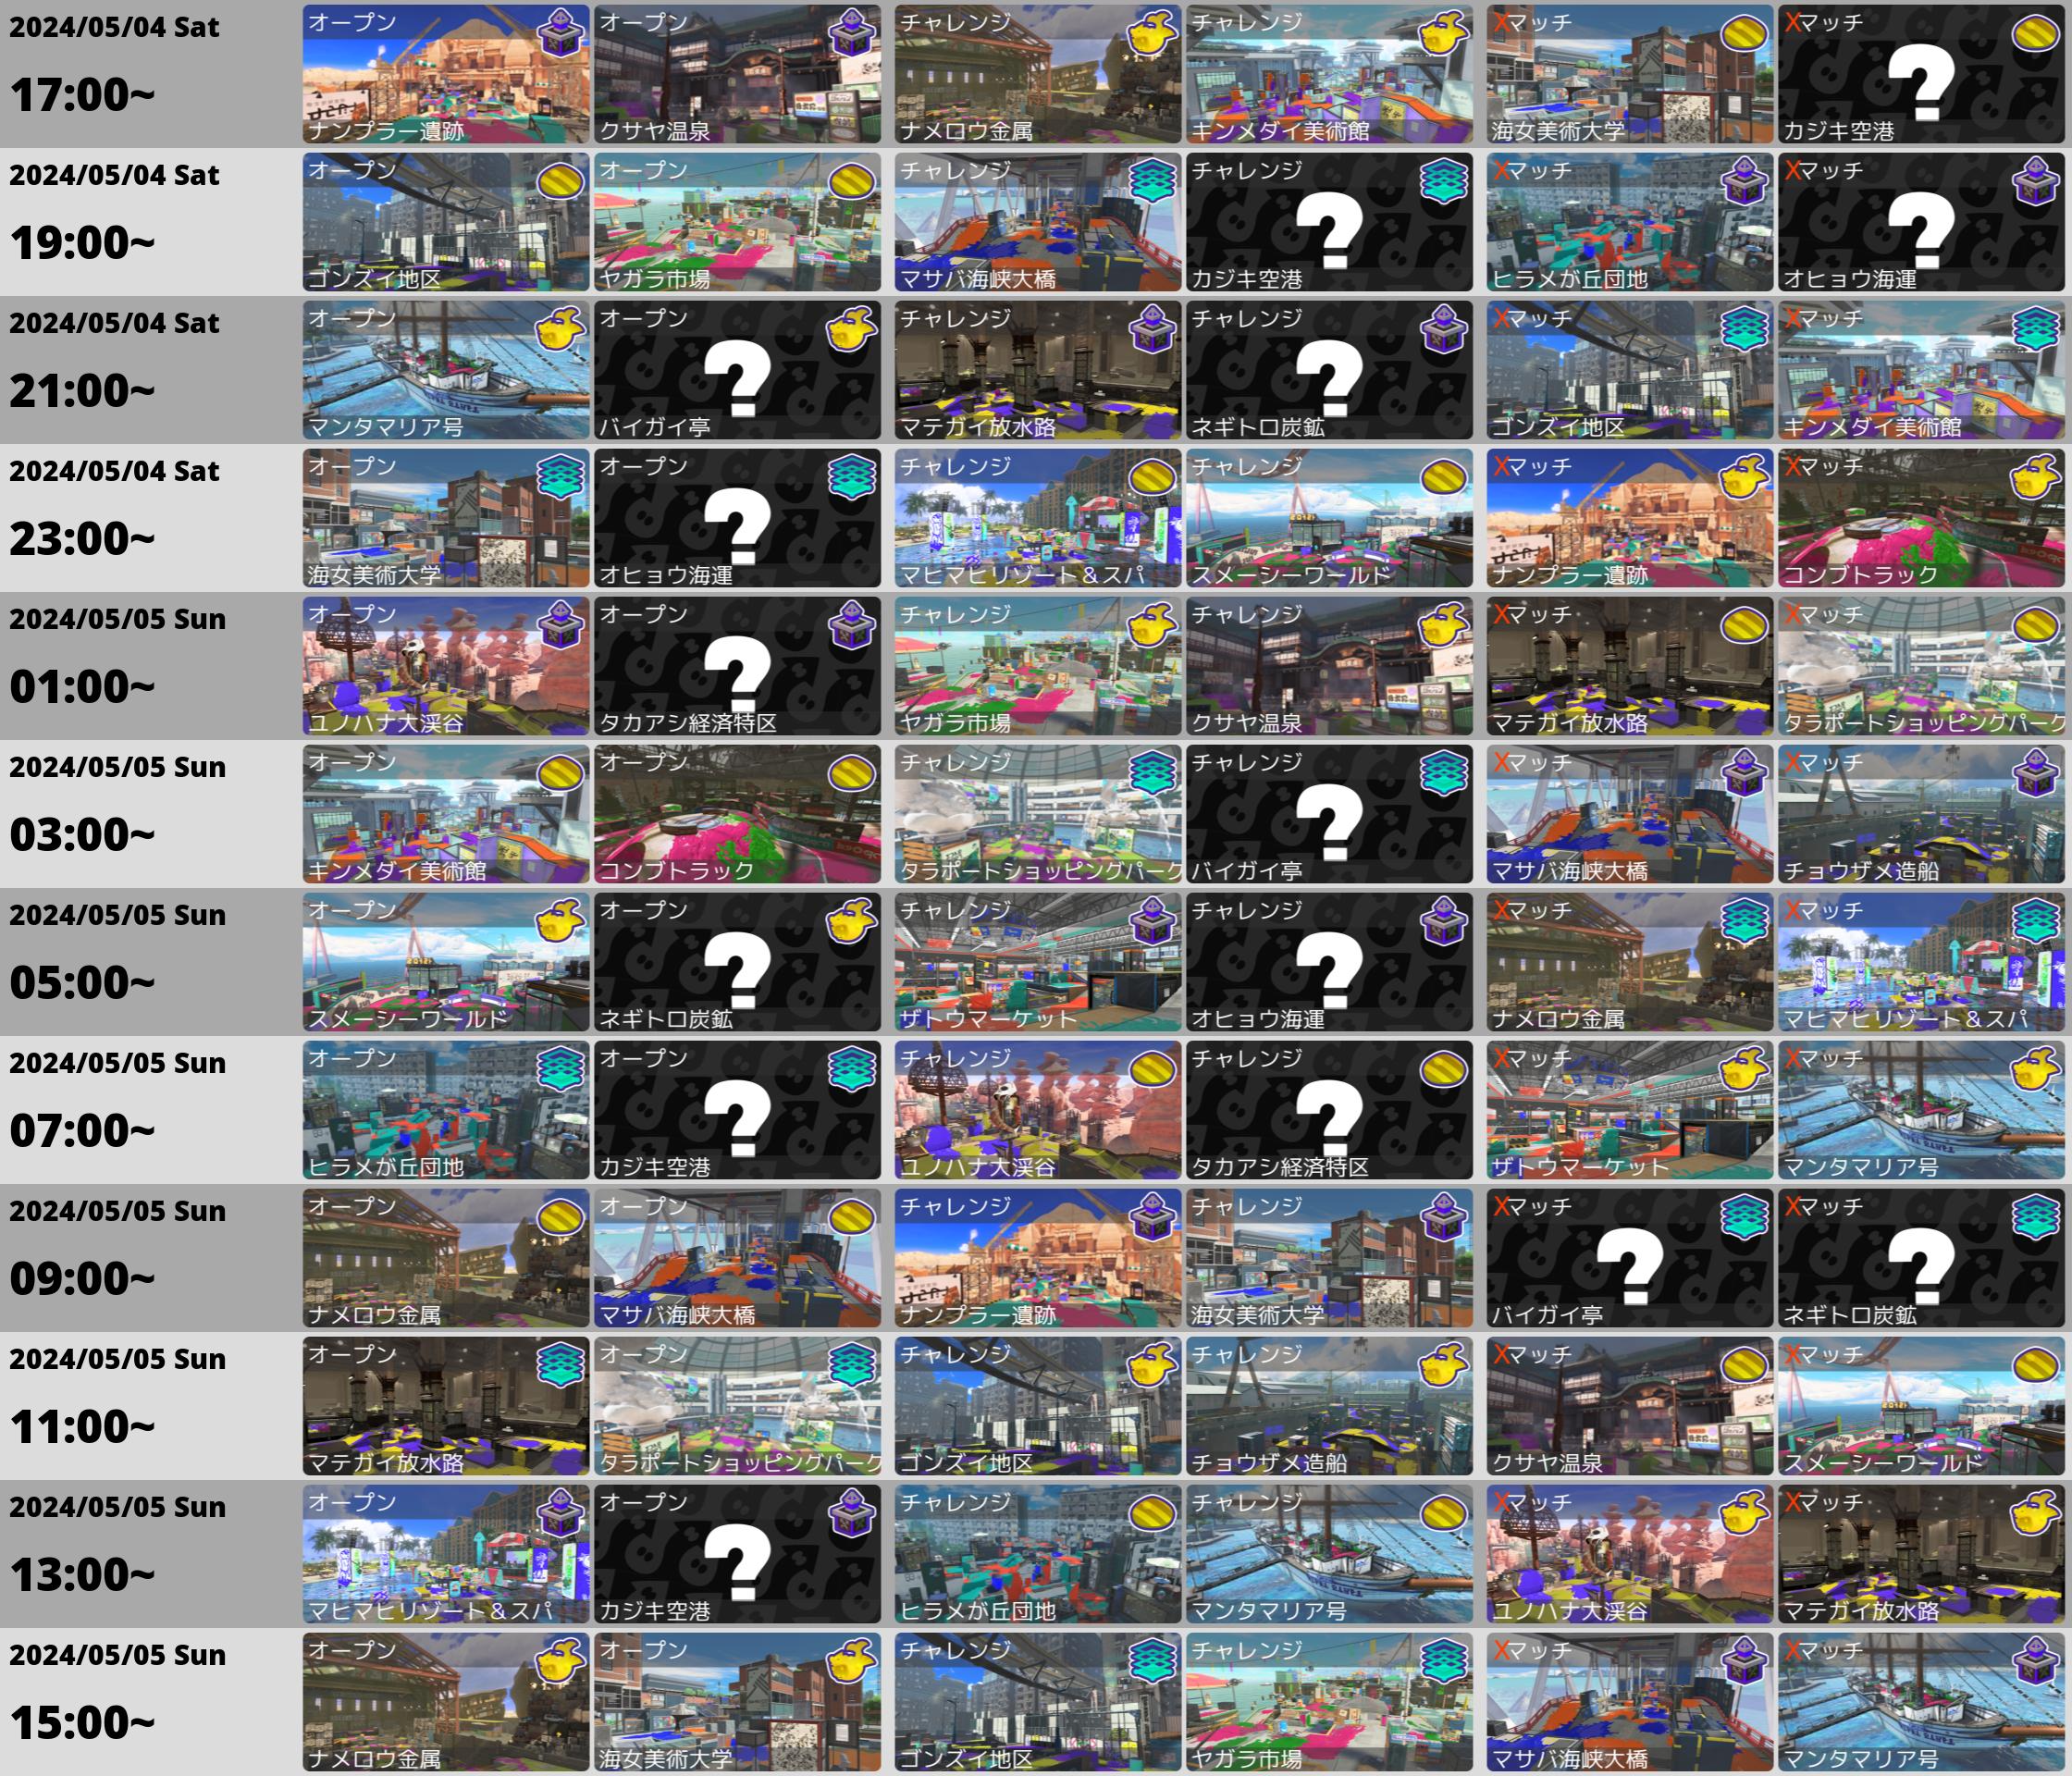 2024/05/04 Sat
17:00~
オープン オープン チャレンジ チャレンジ Xマッチ Xマッチ
ナンプラー遺跡 クサヤ温泉 ナメロウ金属 キンメダイ美術館 海女美術大学 カジキ空港
2024/05/04 Sat
19:00~
オープン オープン チャレンジ チャレンジ Xマッチ Xマッチ
ゴンズイ地区 ヤガラ市場 マサバ海峡大橋 カジキ空港 ヒラメが丘団地 オヒョウ海運
2024/05/04 Sat
21:00~
オープン オープン チャレンジ チャレンジ Xマッチ Xマッチ
マンタマリア号 バイガイ亭 マテガイ放水路 ネギトロ炭鉱 ゴンズイ地区 キンメダイ美術館
2024/05/04 Sat
23:00~
オープン オープン チャレンジ チャレンジ Xマッチ Xマッチ
海女美術大学 オヒョウ海運 マヒマヒリゾート＆スパ スメーシーワールド ナンプラー遺跡 コンブトラック
2024/05/05 Sun
01:00~
オープン オープン チャレンジ チャレンジ Xマッチ Xマッチ
ユノハナ大渓谷 タカアシ経済特区 ヤガラ市場 クサヤ温泉 マテガイ放水路 タラポートショッピングパーク
2024/05/05 Sun
03:00~
オープン オープン チャレンジ チャレンジ Xマッチ Xマッチ
キンメダイ美術館 コンブトラック タラポートショッピングパーク バイガイ亭 マサバ海峡大橋 チョウザメ造船
2024/05/05 Sun
05:00~
オープン オープン チャレンジ チャレンジ Xマッチ Xマッチ
スメーシーワールド ネギトロ炭鉱 ザトウマーケット オヒョウ海運 ナメロウ金属 マヒマヒリゾート＆スパ
2024/05/05 Sun
07:00~
オープン オープン チャレンジ チャレンジ Xマッチ Xマッチ
ヒラメが丘団地 カジキ空港 ユノハナ大渓谷 タカアシ経済特区 ザトウマーケット マンタマリア号
2024/05/05 Sun
09:00~
オープン オープン チャレンジ チャレンジ Xマッチ Xマッチ
ナメロウ金属 マサバ海峡大橋 ナンプラー遺跡 海女美術大学 バイガイ亭 ネギトロ炭鉱
2024/05/05 Sun
11:00~
オープン オープン チャレンジ チャレンジ Xマッチ Xマッチ
マテガイ放水路 タラポートショッピングパーク ゴンズイ地区 チョウザメ造船 クサヤ温泉 スメーシーワールド
2024/05/05 Sun
13:00~
オープン オープン チャレンジ チャレンジ Xマッチ Xマッチ
マヒマヒリゾート＆スパ カジキ空港 ヒラメが丘団地 マンタマリア号 ユノハナ大渓谷 マテガイ放水路
2024/05/05 Sun
15:00~
オープン オープン チャレンジ チャレンジ Xマッチ Xマッチ
ナメロウ金属 海女美術大学 ゴンズイ地区 ヤガラ市場 マサバ海峡大橋 マンタマリア号